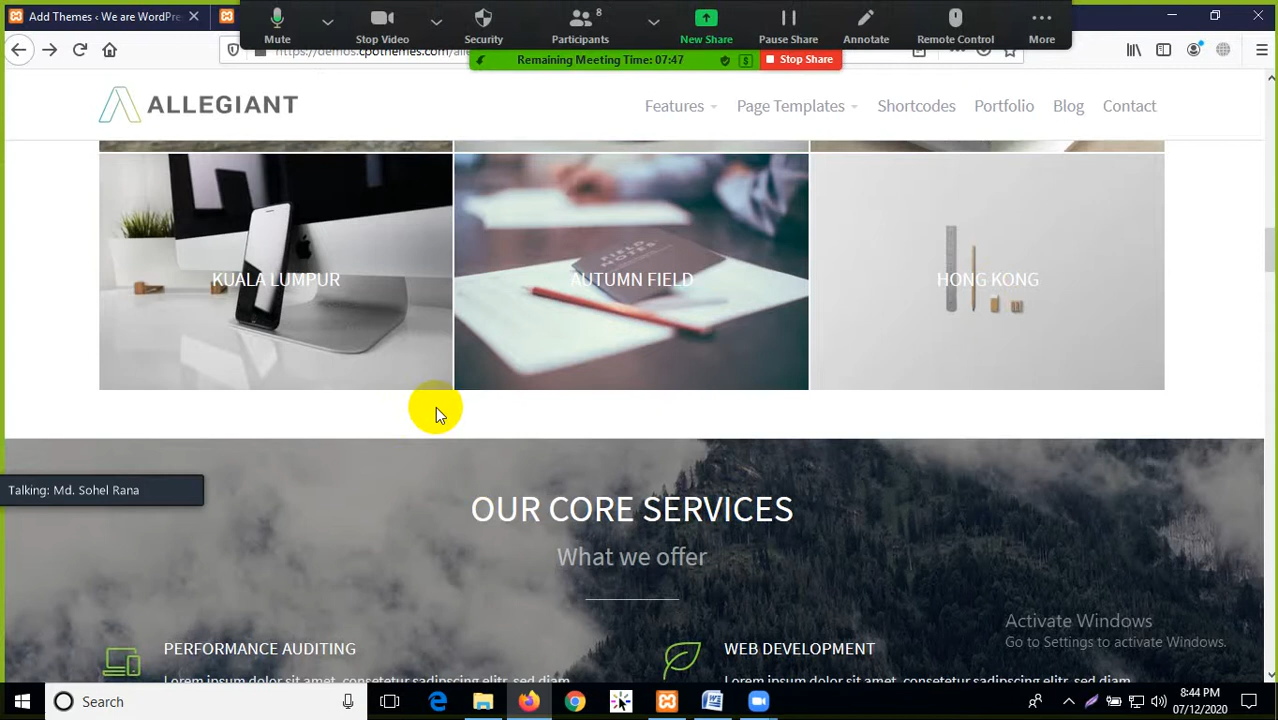 Add Themes ‹ We are WordPre
Mute
Stop Video
Security
Participants
8
New Share
Pause Share
Annotate
Remote Control
More
Remaining Meeting Time: 07:47
Stop Share
ALLEGIANT
Features
Page Templates
Shortcodes
Portfolio
Blog
Contact
KUALA LUMPUR
AUTUMN FIELD
HONG KONG
FIELD
NOTES
Talking: Md. Sohel Rana
OUR CORE SERVICES
What we offer
PERFORMANCE AUDITING
WEB DEVELOPMENT
Activate Windows
Go to Settings to activate Windows.
Search
8:44 PM
07/12/2020